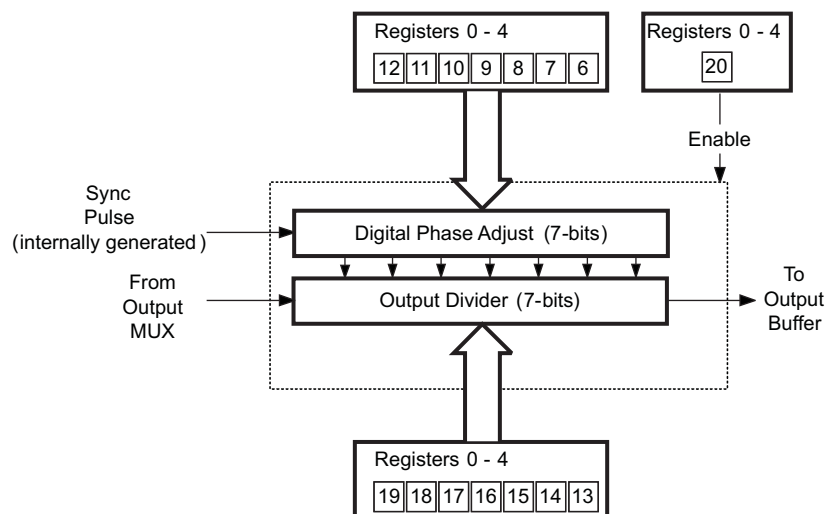 Registers 0 - 4
12 11 10 9 8 7 6
Registers 0 - 4
20
Enable
Sync
Pulse
(internally generated)
Digital Phase Adjust (7-bits)
From
Output
MUX
Output Divider (7-bits)
To
Output
Buffer
Registers 0 - 4
19 18 17 16 15 14 13